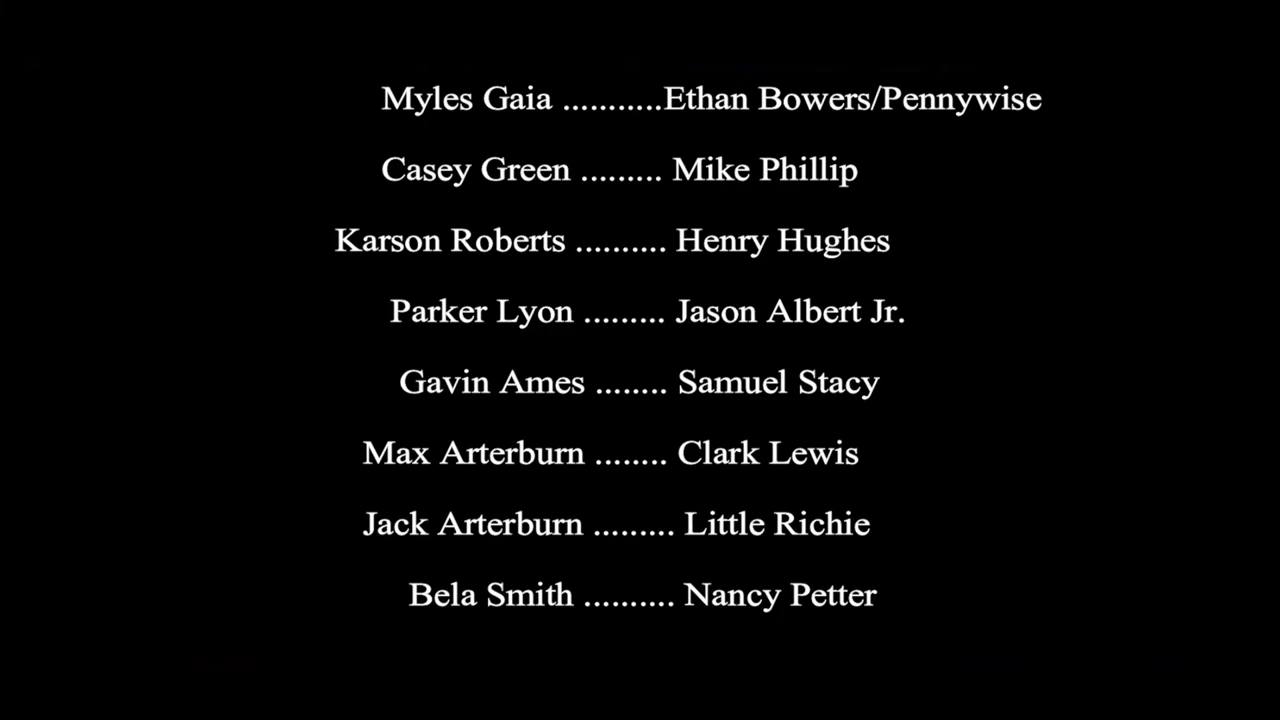 Myles Gaia ...........Ethan Bowers/Pennywise
Casey Green ......... Mike Phillip
Karson Roberts .......... Henry Hughes
Parker Lyon ......... Jason Albert Jr.
Gavin Ames ........ Samuel Stacy
Max Arterburn ........ Clark Lewis
Jack Arterburn ......... Little Richie
Bela Smith .......... Nancy Petter